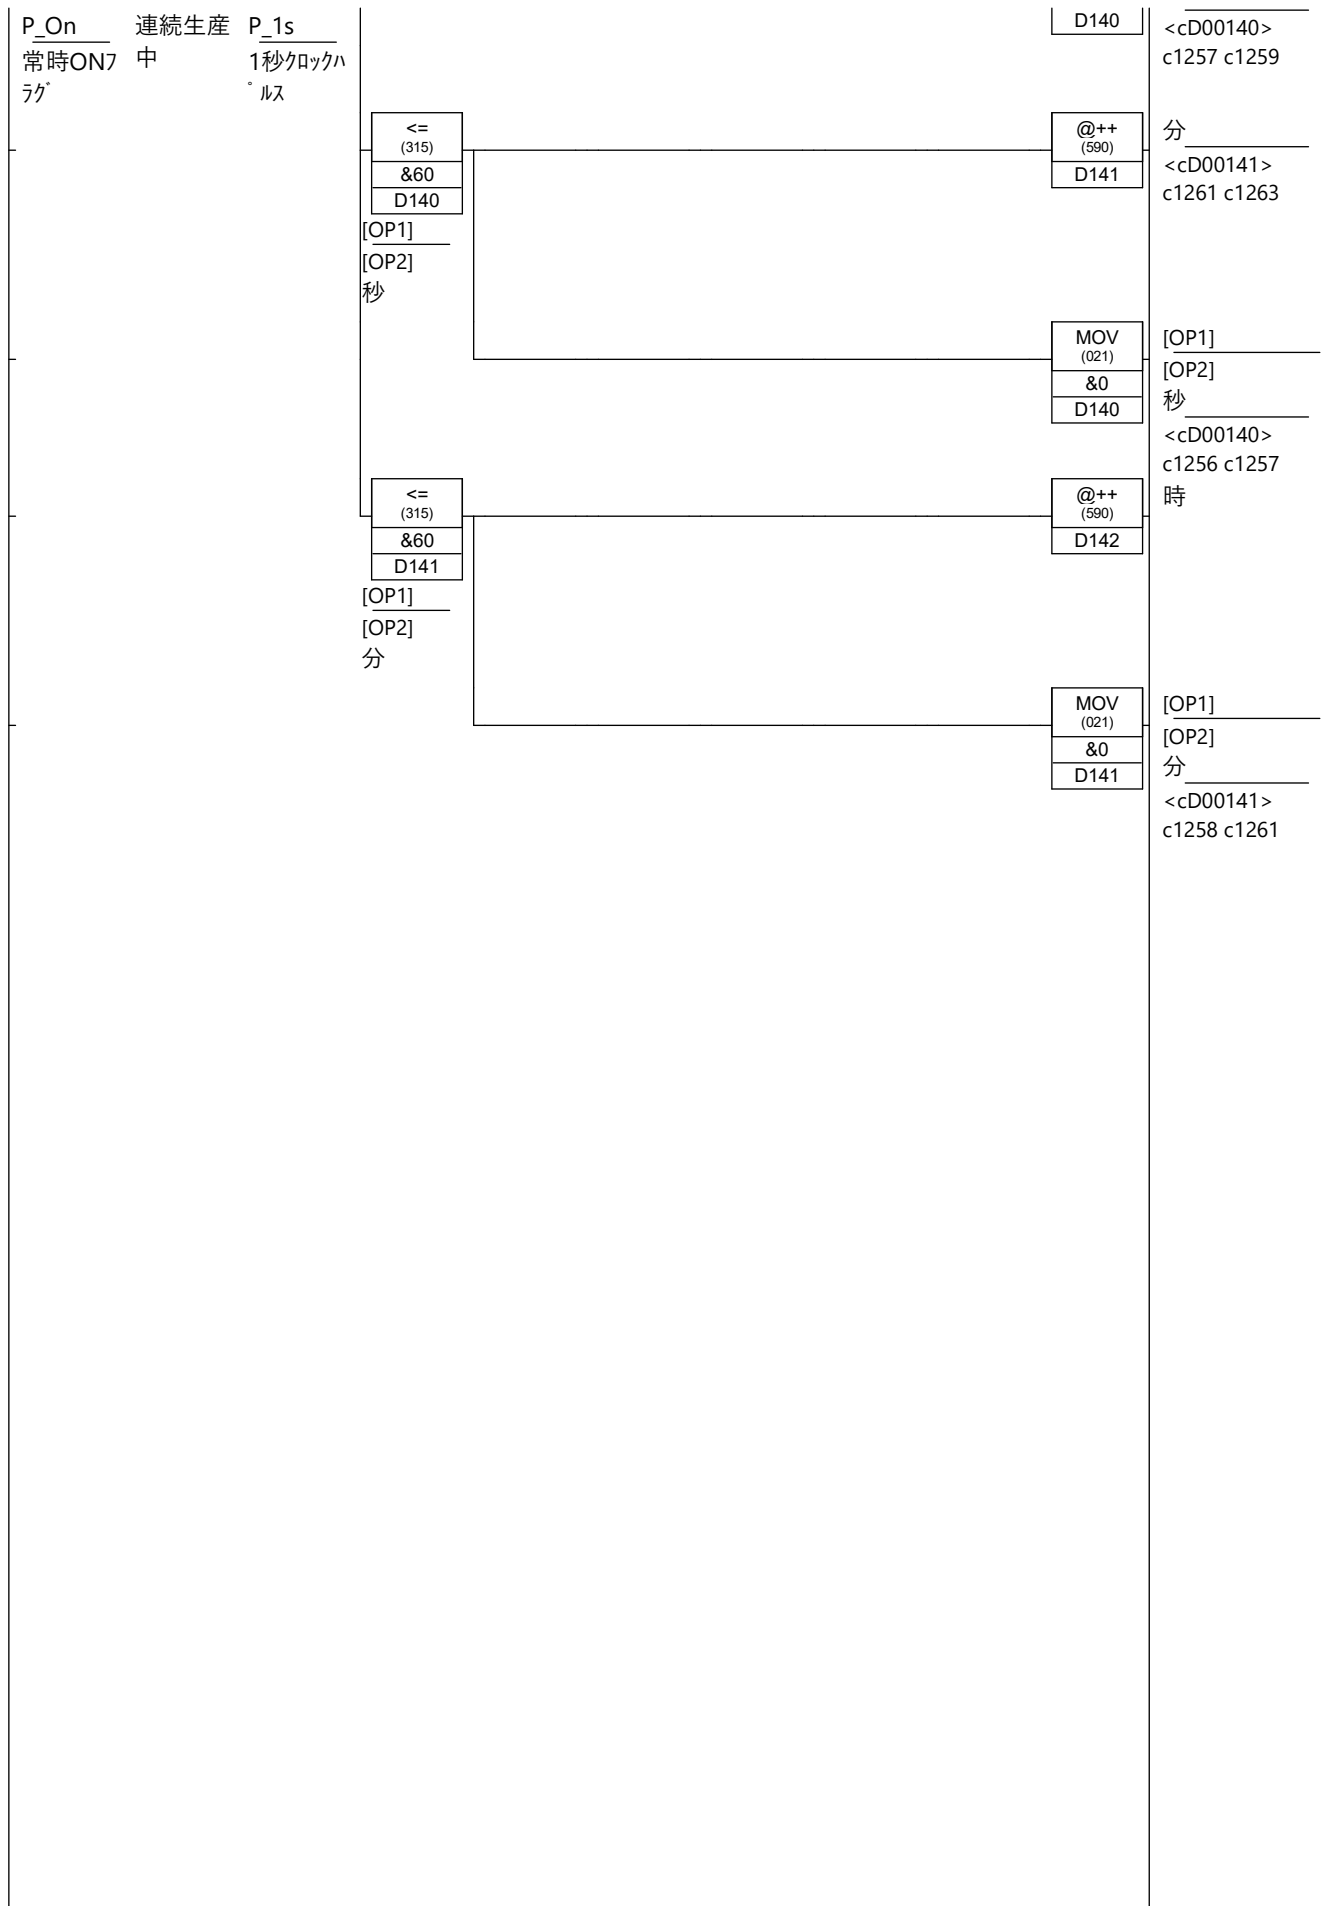 P_On 連続生産 P_1s D140
常時ONﾌ 中 1秒ｸﾛｯｸﾊ <cD00140>
ﾗｸﾞ ﾟﾙｽ c1257 c1259
<= @++ 分
(315) (590)
&60 D141 <cD00141>
D140 c1261 c1263
[OP1]
[OP2]
秒
MOV [OP1]
(021) [OP2]
&0 秒
D140 <cD00140>
c1256 c1257
<= @++ 時
(315) (590)
&60 D142
D141
[OP1]
[OP2]
分
MOV [OP1]
(021) [OP2]
&0 分
D141 <cD00141>
c1258 c1261